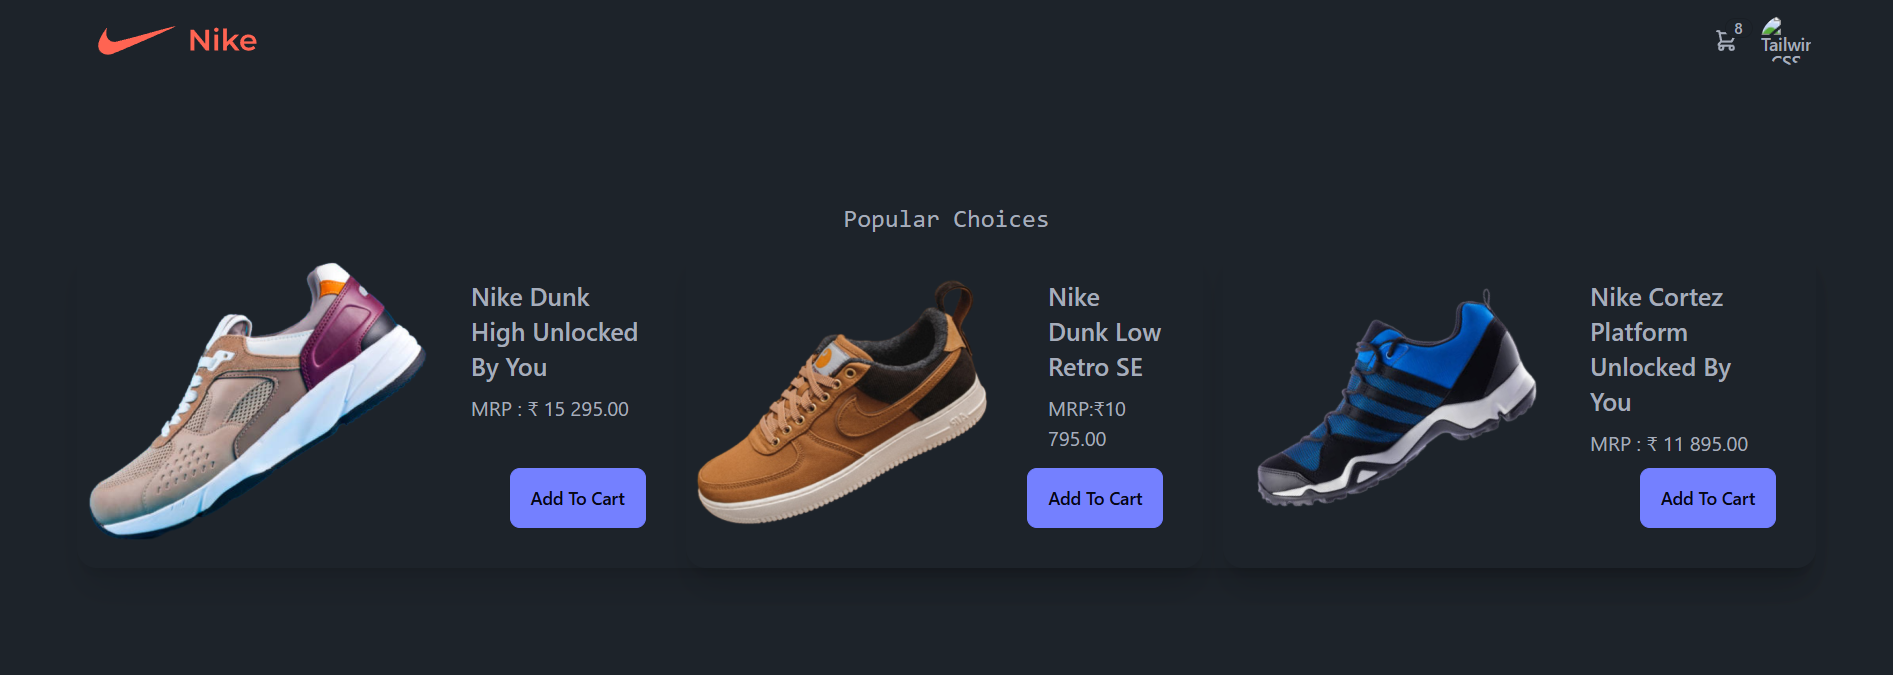 Nike
8
Tailwin
CSS
Popular Choices
Nike Dunk
High Unlocked
By You
MRP : ₹ 15 295.00
Add To Cart
Nike
Dunk Low
Retro SE
MRP:₹10
795.00
Add To Cart
Nike Cortez
Platform
Unlocked By
You
MRP : ₹ 11 895.00
Add To Cart